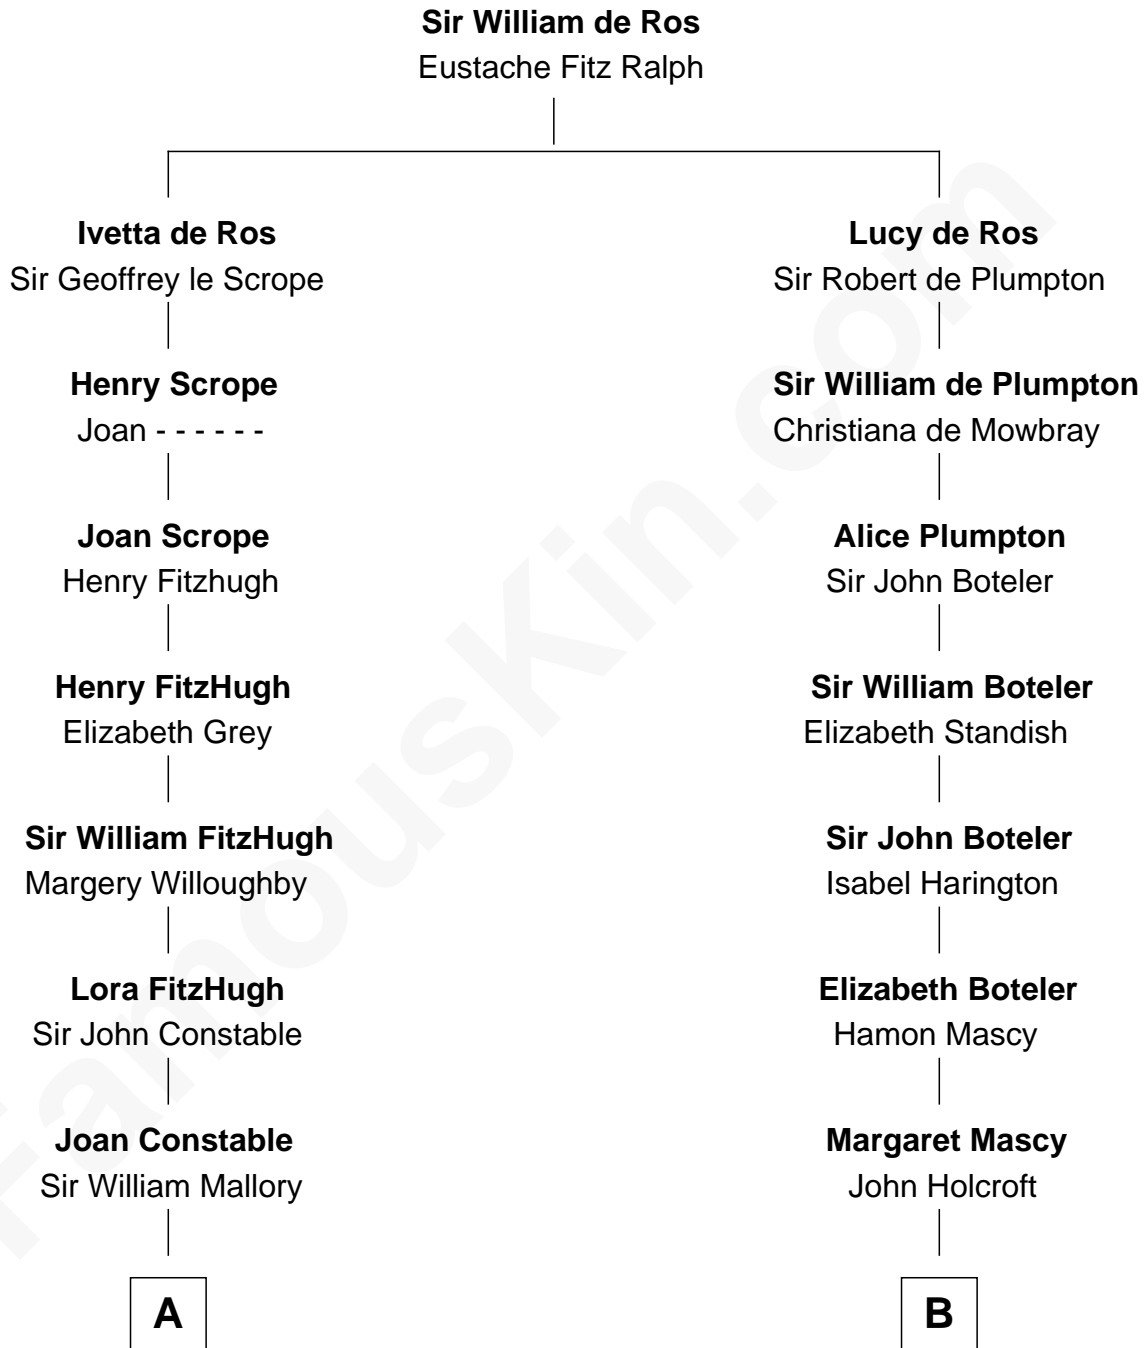 Sir William de Ros
Eustache Fitz Ralph
Ivetta de Ros
Sir Geoffrey le Scrope
Lucy de Ros
Sir Robert de Plumpton
Henry Scrope
Joan - - - - - -
Sir William de Plumpton
Christiana de Mowbray
Joan Scrope
Henry Fitzhugh
Alice Plumpton
Sir John Boteler
Henry FitzHugh
Elizabeth Grey
Sir William Boteler
Elizabeth Standish
Sir William FitzHugh
Margery Willoughby
Sir John Boteler
Isabel Harington
Lora FitzHugh
Sir John Constable
Elizabeth Boteler
Hamon Mascy
Joan Constable
Sir William Mallory
Margaret Mascy
John Holcroft
A
B
FamousKin.com